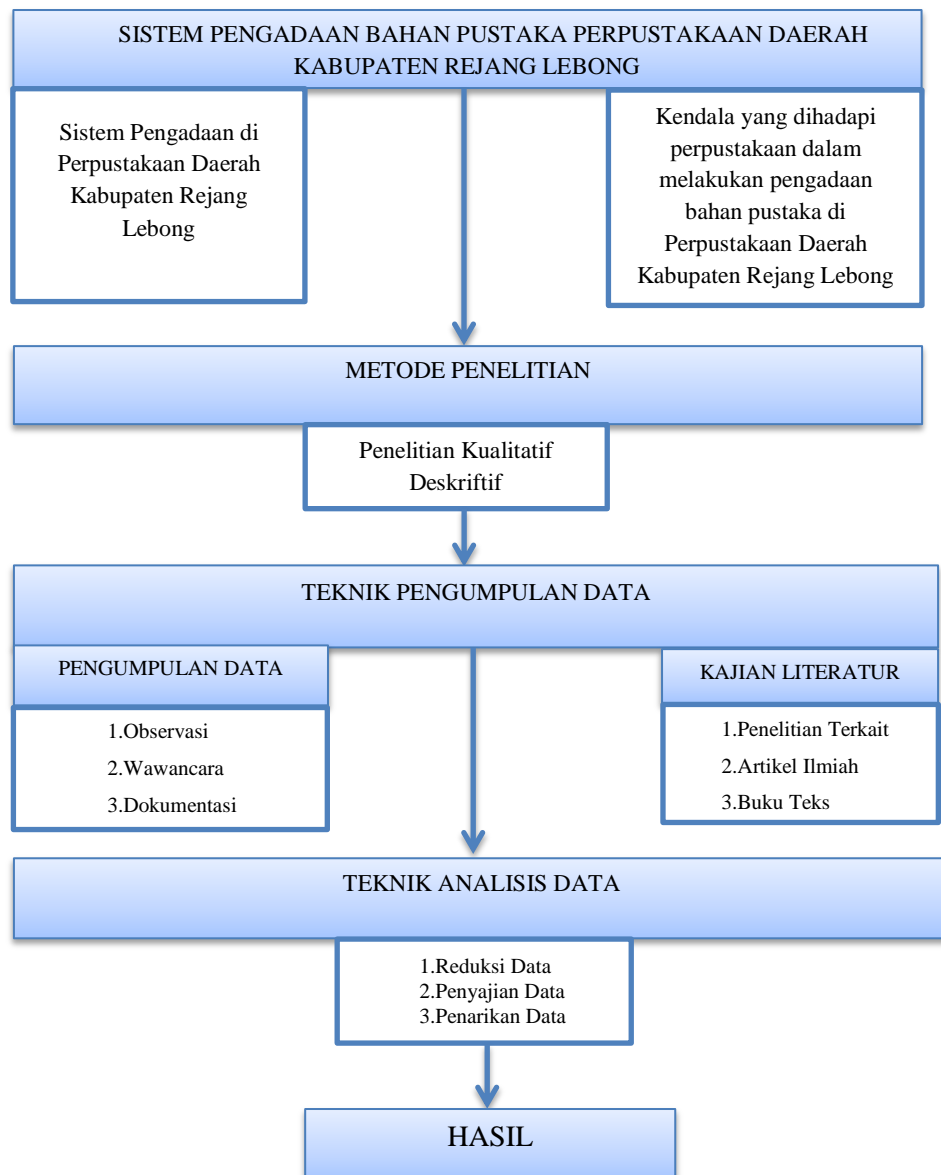 SISTEM PENGADAAN BAHAN PUSTAKA PERPUSTAKAAN DAERAH
KABUPATEN REJANG LEBONG
Sistem Pengadaan di
Perpustakaan Daerah
Kabupaten Rejang
Lebong
Kendala yang dihadapi
perpustakaan dalam
melakukan pengadaan
bahan pustaka di
Perpustakaan Daerah
Kabupaten Rejang Lebong
METODE PENELITIAN
Penelitian Kualitatif
Deskriftif
TEKNIK PENGUMPULAN DATA
PENGUMPULAN DATA
1.Observasi
2.Wawancara
3.Dokumentasi
KAJIAN LITERATUR
1.Penelitian Terkait
2.Artikel Ilmiah
3.Buku Teks
TEKNIK ANALISIS DATA
1.Reduksi Data
2.Penyajian Data
3.Penarikan Data
HASIL